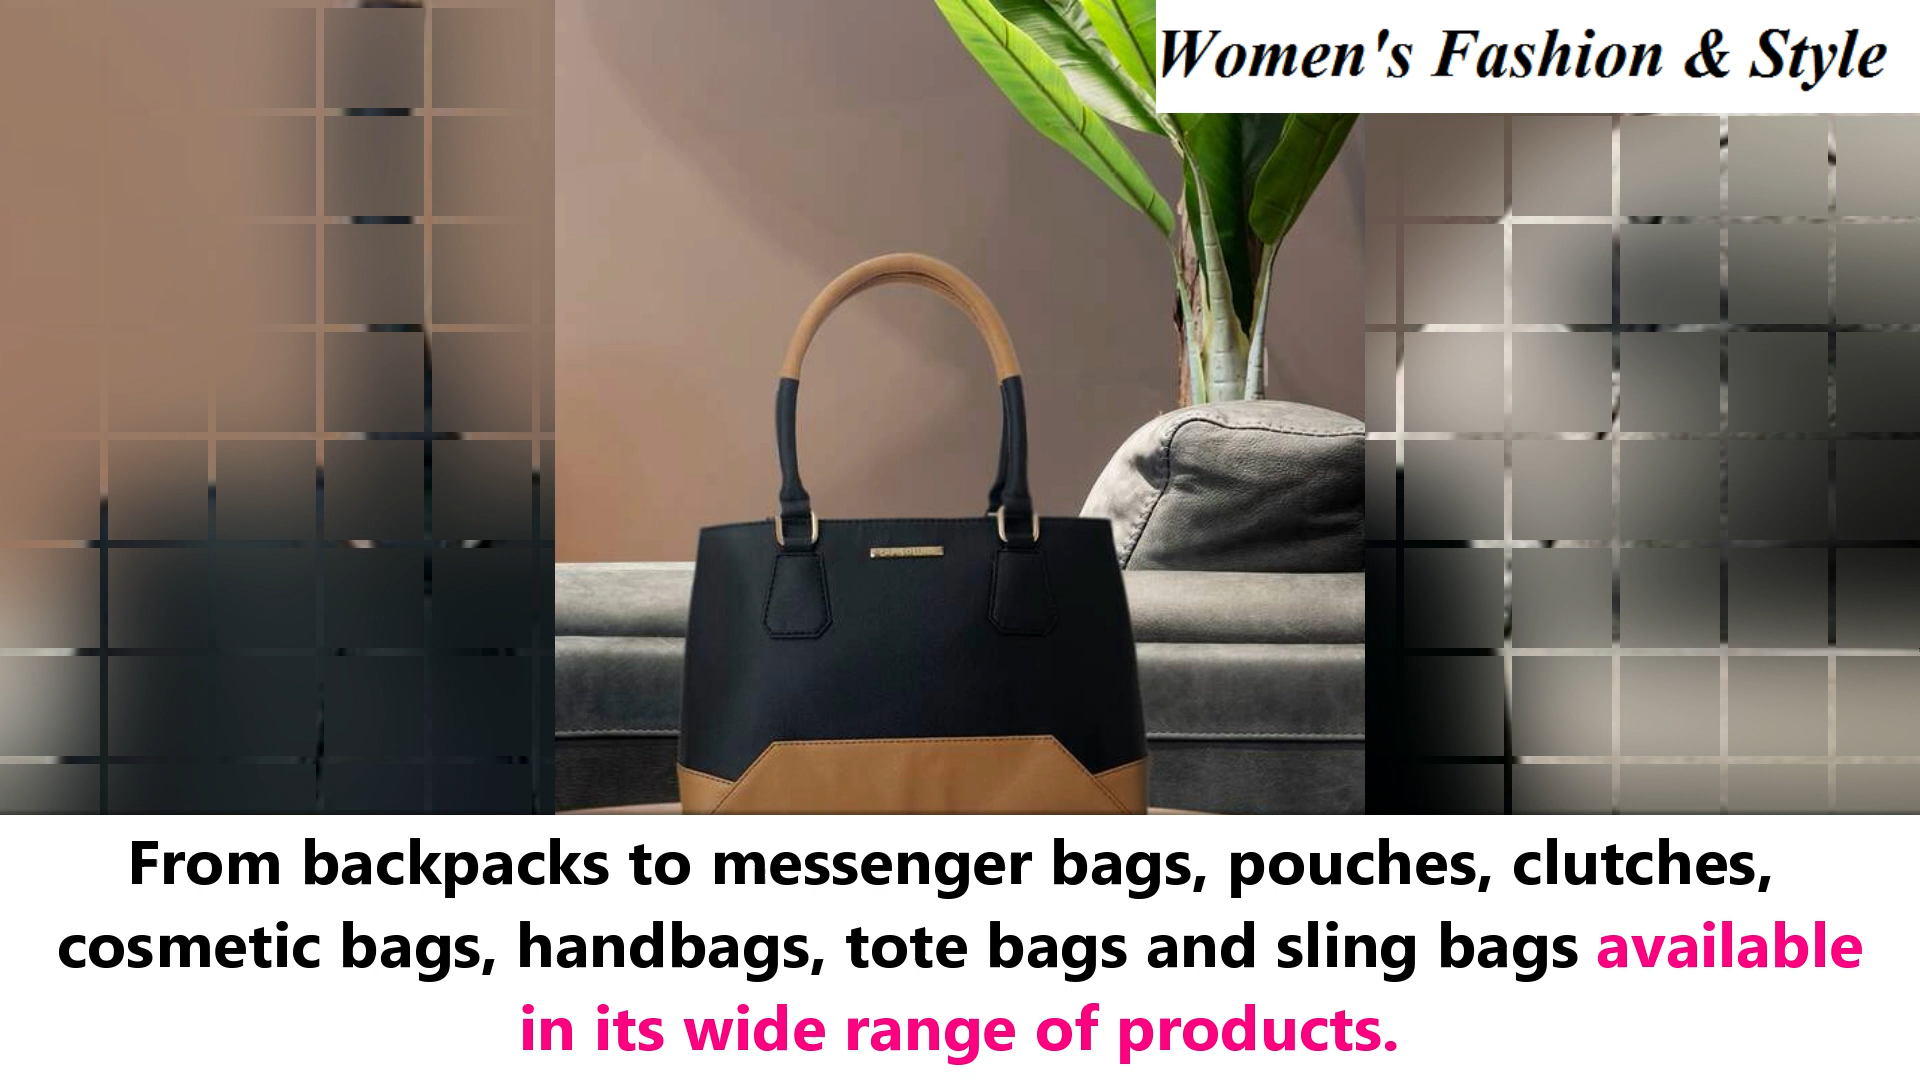 Women's Fashion & Style
From backpacks to messenger bags, pouches, clutches,
cosmetic bags, handbags, tote bags and sling bags available
in its wide range of products.